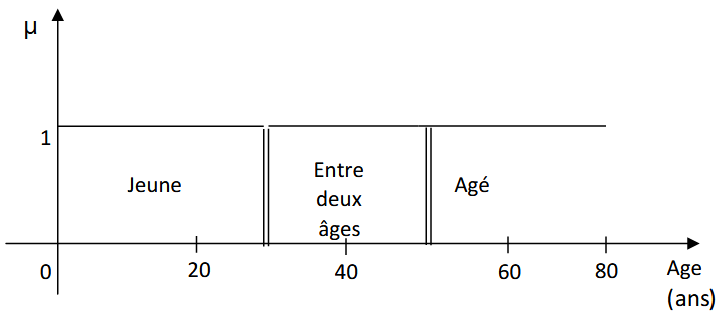 μ
1
Jeune
Entre
deux
âges
Agé
0
20
40
60
80
Age
(ans)